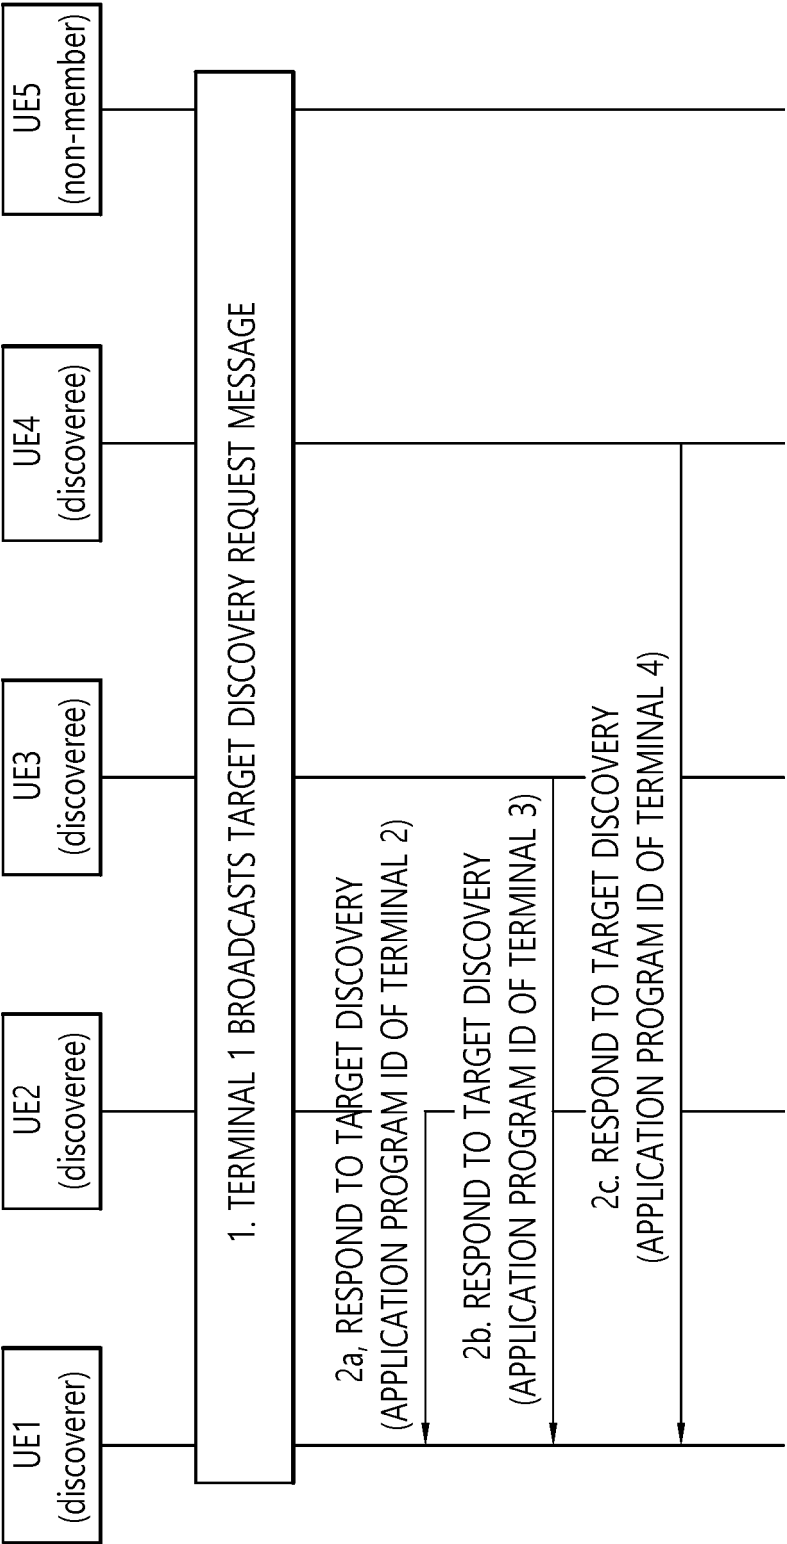 UE1
(discoverer)
UE2
(discoveree)
UE3
(discoveree)
UE4
(discoveree)
UE5
(non-member)
1. TERMINAL 1 BROADCASTS TARGET DISCOVERY REQUEST MESSAGE
2a, RESPOND TO TARGET DISCOVERY
(APPLICATION PROGRAM ID OF TERMINAL 2)
2b. RESPOND TO TARGET DISCOVERY
(APPLICATION PROGRAM ID OF TERMINAL 3)
2c. RESPOND TO TARGET DISCOVERY
(APPLICATION PROGRAM ID OF TERMINAL 4)